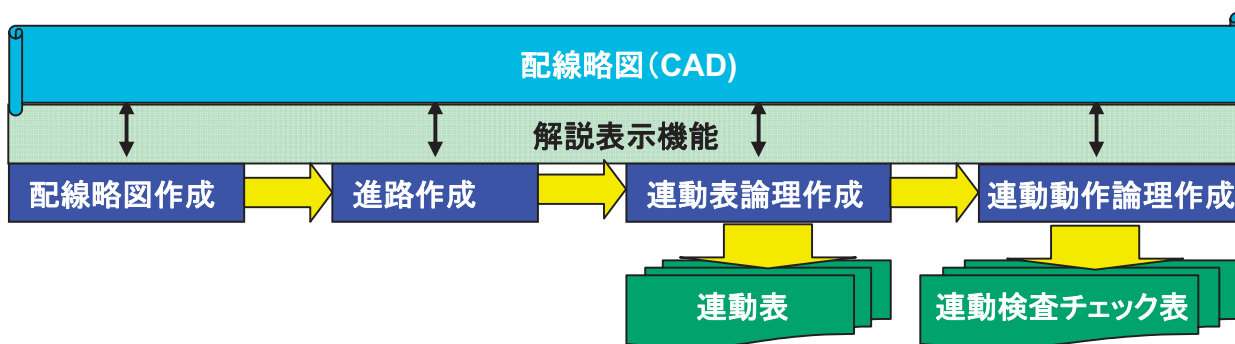 配線略図(CAD)
解説表示機能
配線略図作成
進路作成
連動表論理作成
連動動作論理作成
連動表
連動検査チェック表